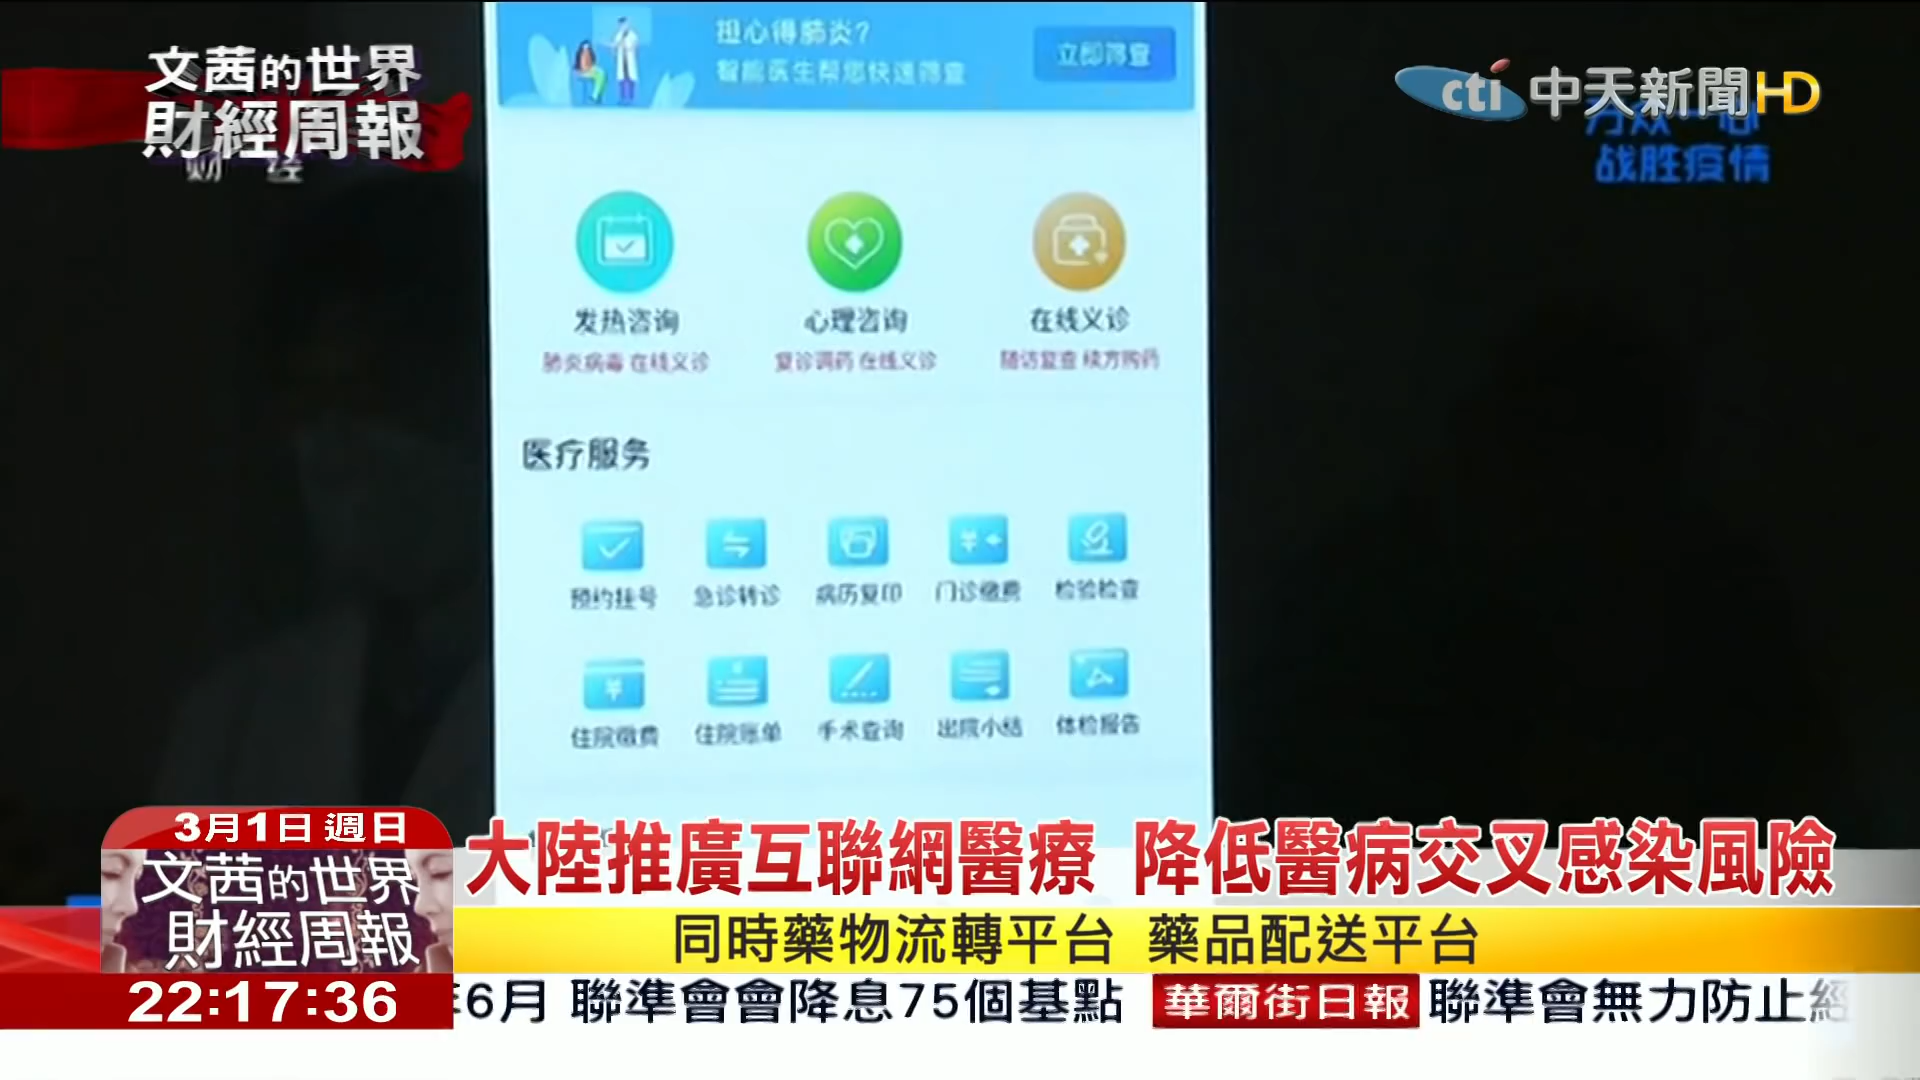 文茜的世界
財經周報
财 经
cti 中天新聞HD
万众一心
战胜疫情
担心得肺炎?
智能医生帮您快速筛查
立即筛查
发热咨询
心理咨询
在线义诊
肺炎病毒 在线义诊
复诊调药 在线义诊
随访复查 续方购药
医疗服务
预约挂号
急诊转诊
病历复印
门诊缴费
检验检查
住院缴费
住院账单
手术查询
出院小结
体检报告
3月1日 週日
文茜的世界
財經周報
大陸推廣互聯網醫療 降低醫病交叉感染風險
同時藥物流轉平台 藥品配送平台
22:17:36
6月 聯準會會降息75個基點 華爾街日報 聯準會無力防止經